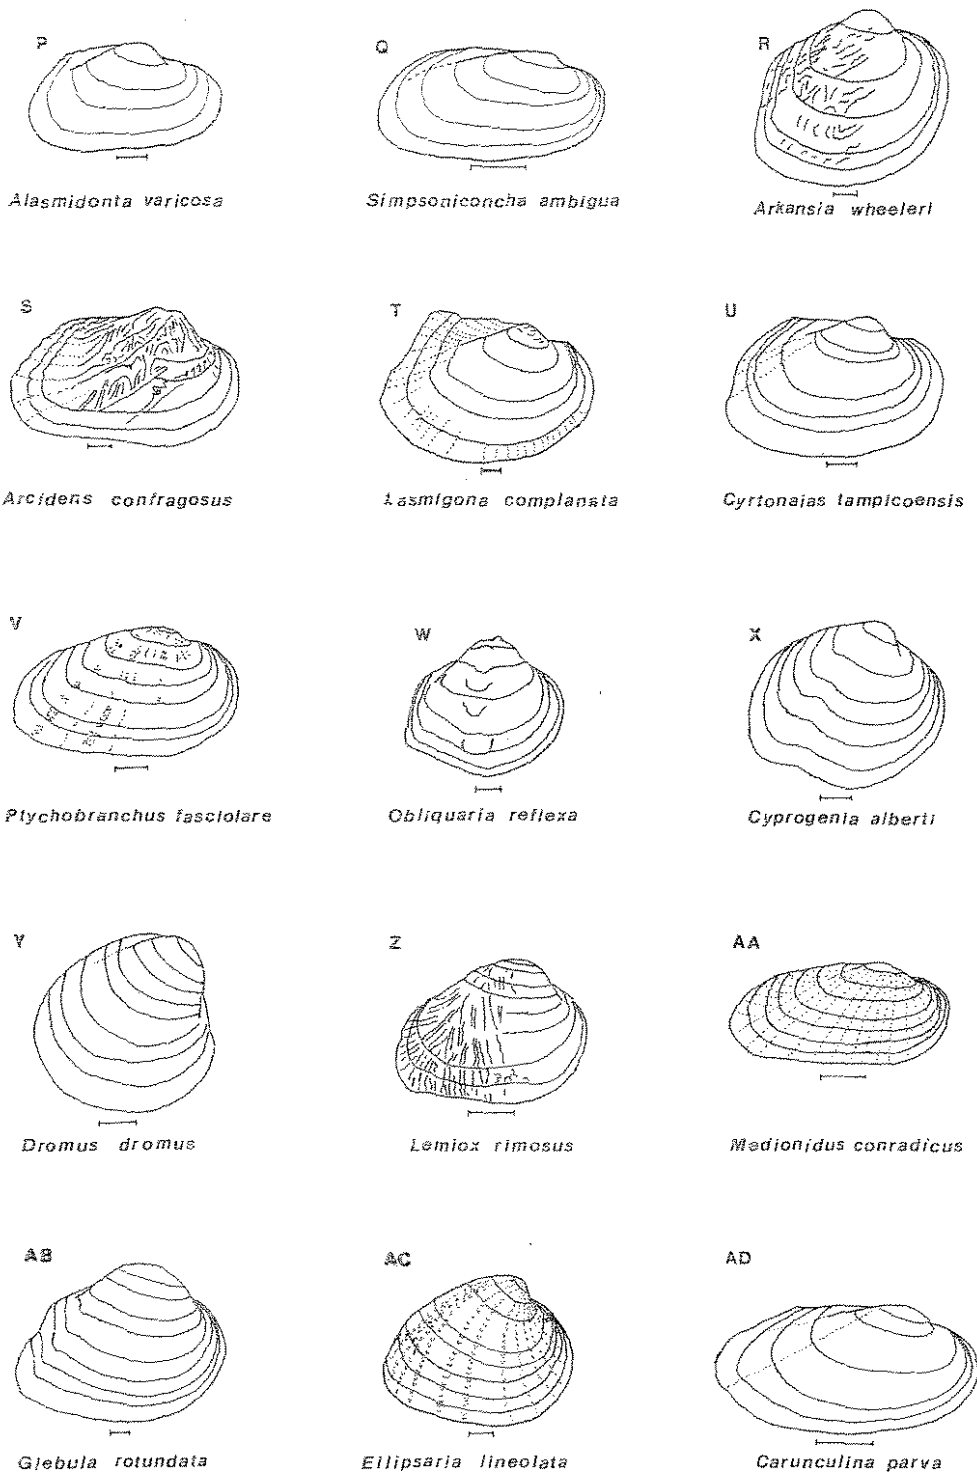 P Q R
Alasmidonta varicosa Simpsoniconcha ambigua Arkansia wheeleri
S T U
Arcidens confragosus Lasmigona complanata Cyrtonaias tampicoensis
V W X
Ptychobranchus fasciolare Obliquaria reflexa Cyprogenia alberti
Y Z AA
Dromus dromus Lemiox rimosus Medionidus conradicus
AB AC AD
Glebula rotundata Ellipsaria lineolata Carunculina parva